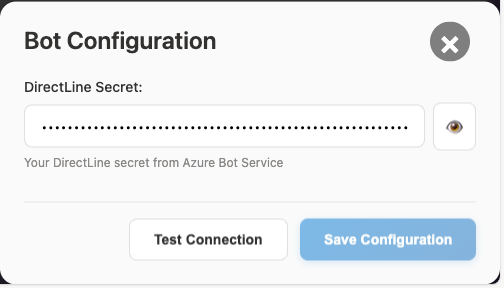 Bot Configuration
DirectLine Secret:
••••••••••••••••••••••••••••••••••••••••••••••••••••••••••
Your DirectLine secret from Azure Bot Service
Test Connection
Save Configuration